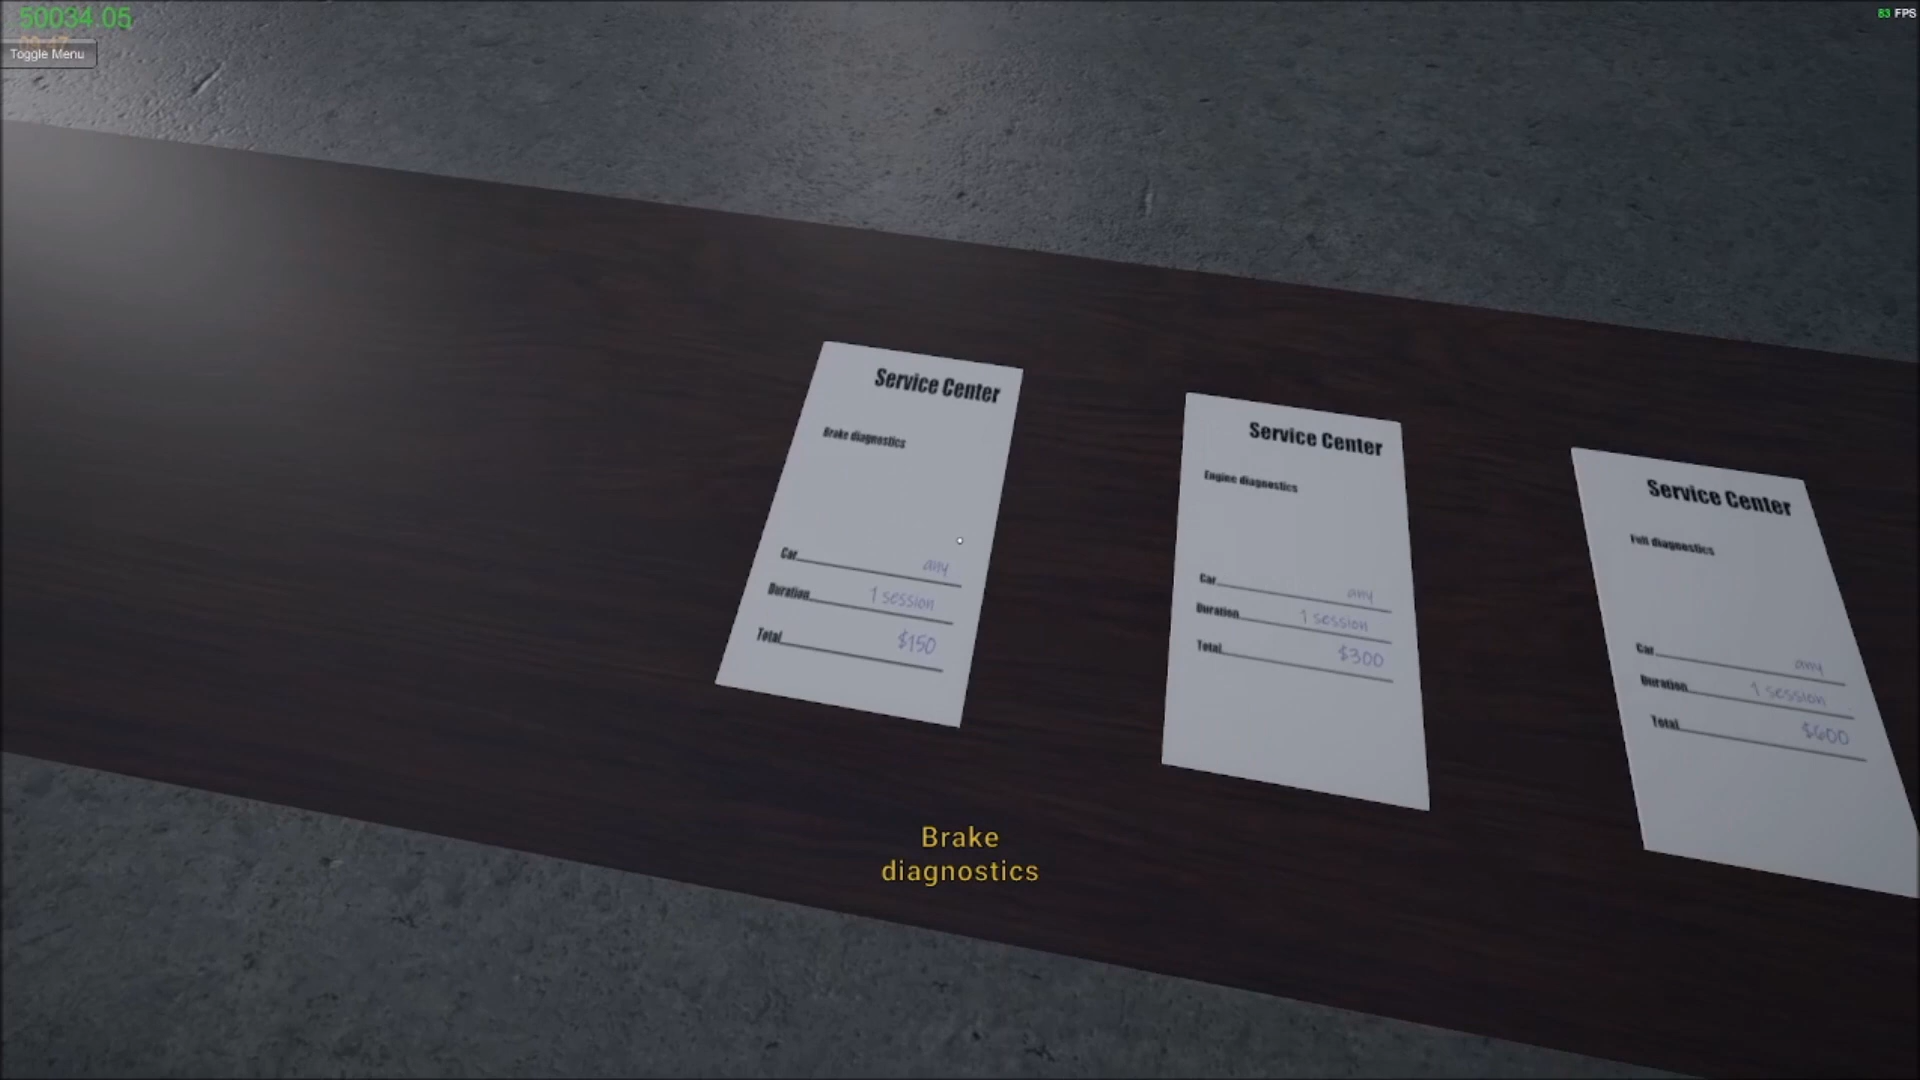 50034.05
Toggle Menu
83 FPS
Service Center
Brake diagnostics
Car any
Duration 1 session
Total $150
Service Center
Engine diagnostics
Car any
Duration 1 session
Total $300
Service Center
Full diagnostics
Car any
Duration 1 session
Total $600
Brake
diagnostics